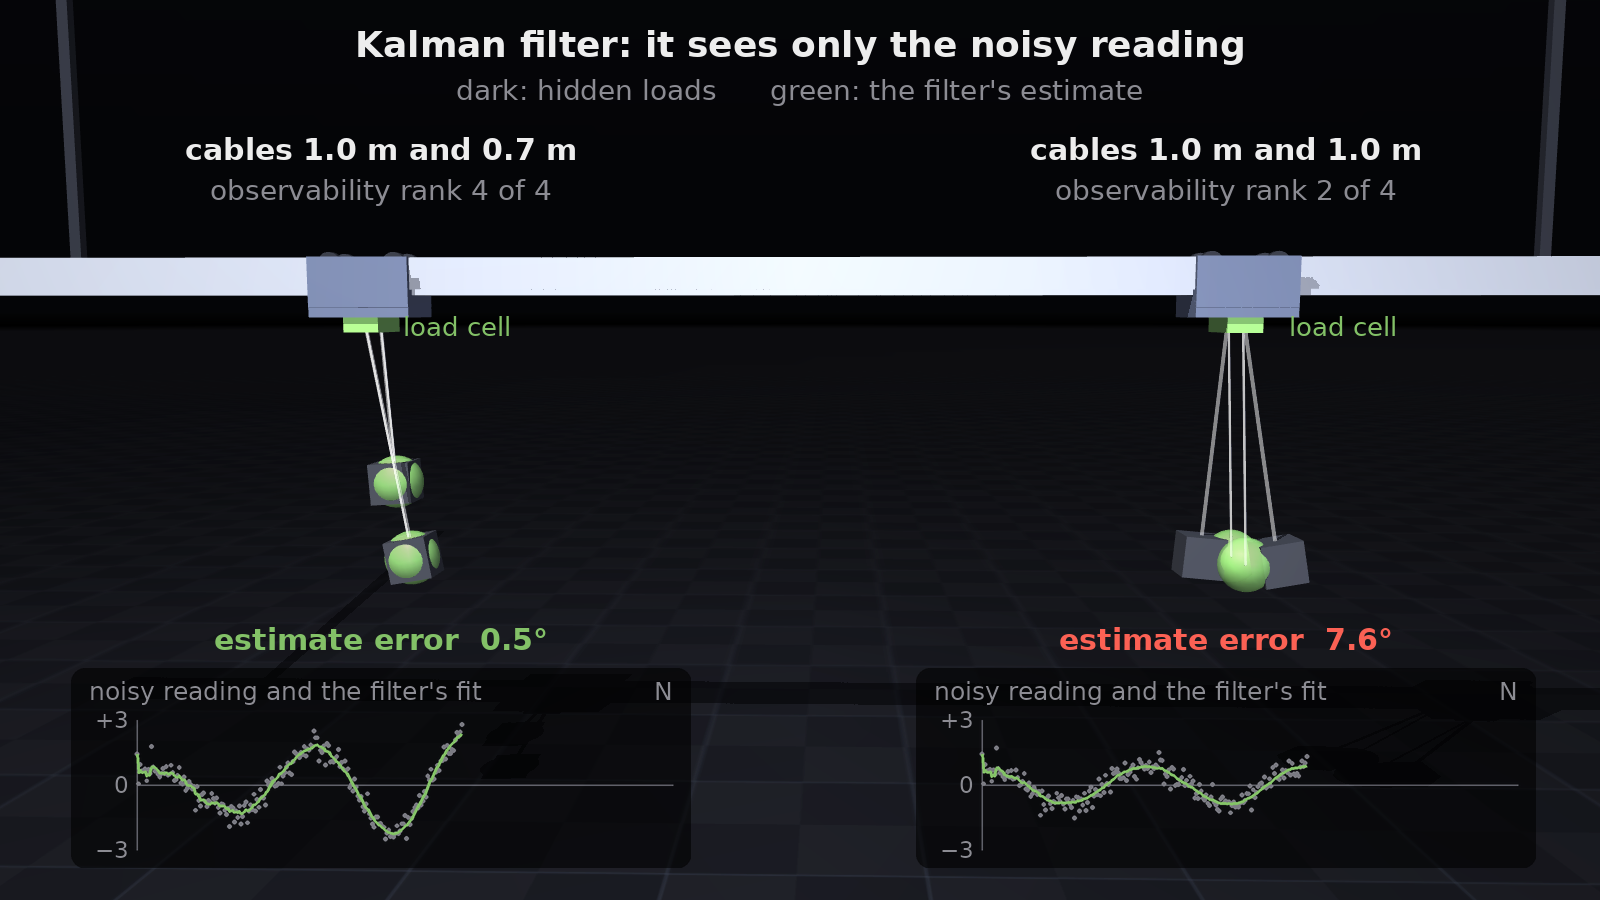 Kalman filter: it sees only the noisy reading
dark: hidden loads green: the filter's estimate
cables 1.0 m and 0.7 m
observability rank 4 of 4
cables 1.0 m and 1.0 m
observability rank 2 of 4
load cell
load cell
estimate error 0.5°
estimate error 7.6°
noisy reading and the filter's fit N
+3
0
−3
noisy reading and the filter's fit N
+3
0
−3